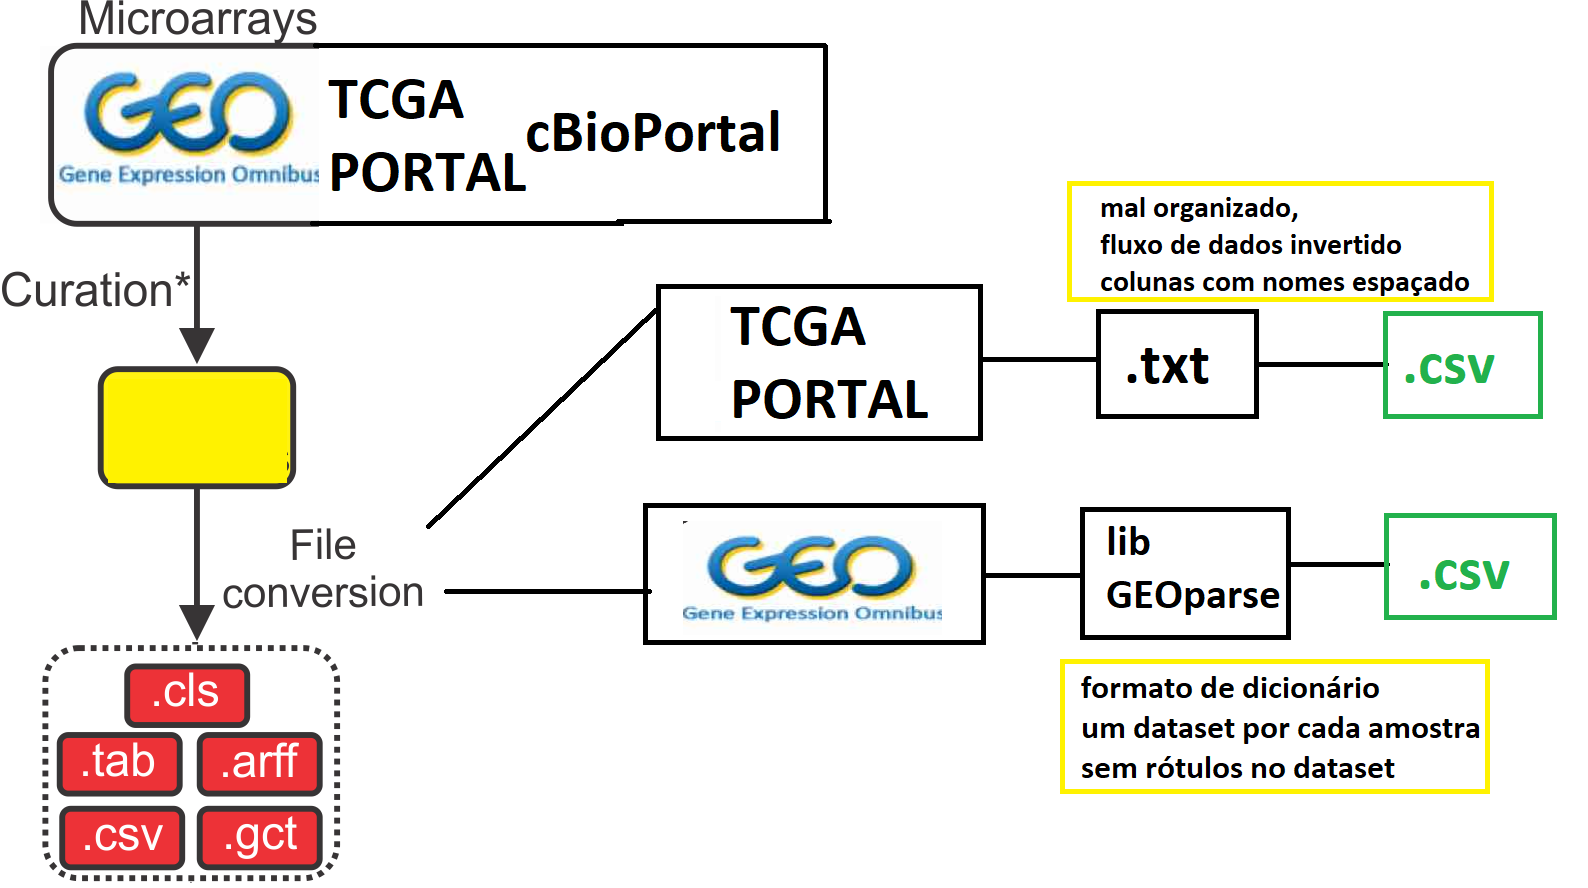 Microarrays
GEO
Gene Expression Omnibus
TCGA
PORTAL
cBioPortal
Curation*
mal organizado,
fluxo de dados invertido
colunas com nomes espaçado
TCGA
PORTAL
.txt
.csv
File
conversion
GEO
Gene Expression Omnibus
lib
GEOparse
.csv
formato de dicionário
um dataset por cada amostra
sem rótulos no dataset
.cls
.tab
.arff
.csv
.gct